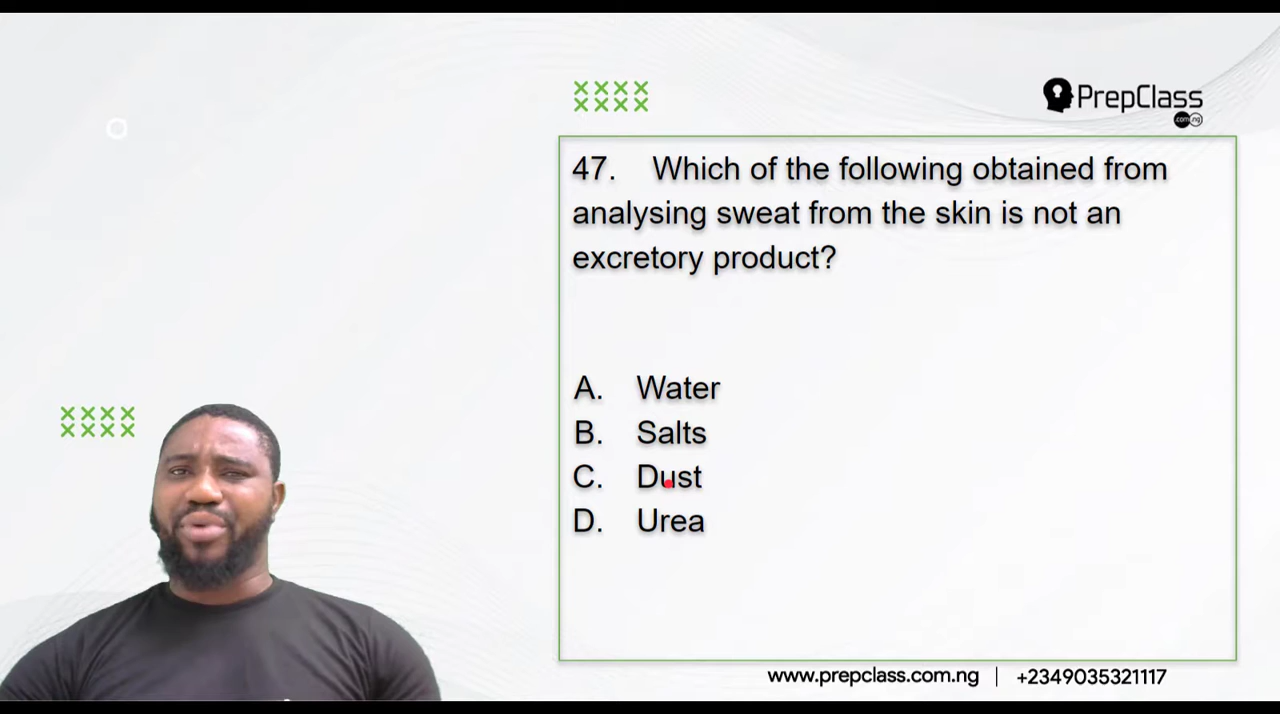 PrepClass
.com.ng
47. Which of the following obtained from
analysing sweat from the skin is not an
excretory product?
A. Water
B. Salts
C. Dust
D. Urea
www.prepclass.com.ng | +2349035321117